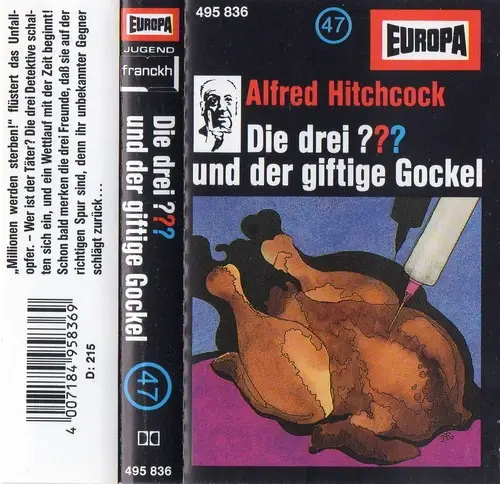 „Millionen werden sterben!“ flüstert das Unfall-
opfer. – Wer ist der Täter? Die drei Detektive schal-
ten sich ein, und ein Wettlauf mit der Zeit beginnt!
Schon bald merken die drei Freunde, daß sie auf der
richtigen Spur sind, denn ihr unbekannter Gegner
schlägt zurück...
4 007184 958369
D: 215
EUROPA
JUGEND
franckh
Die drei ???
und der giftige Gockel
47
495 836
495 836
47
EUROPA
Alfred Hitchcock
Die drei ???
und der giftige Gockel